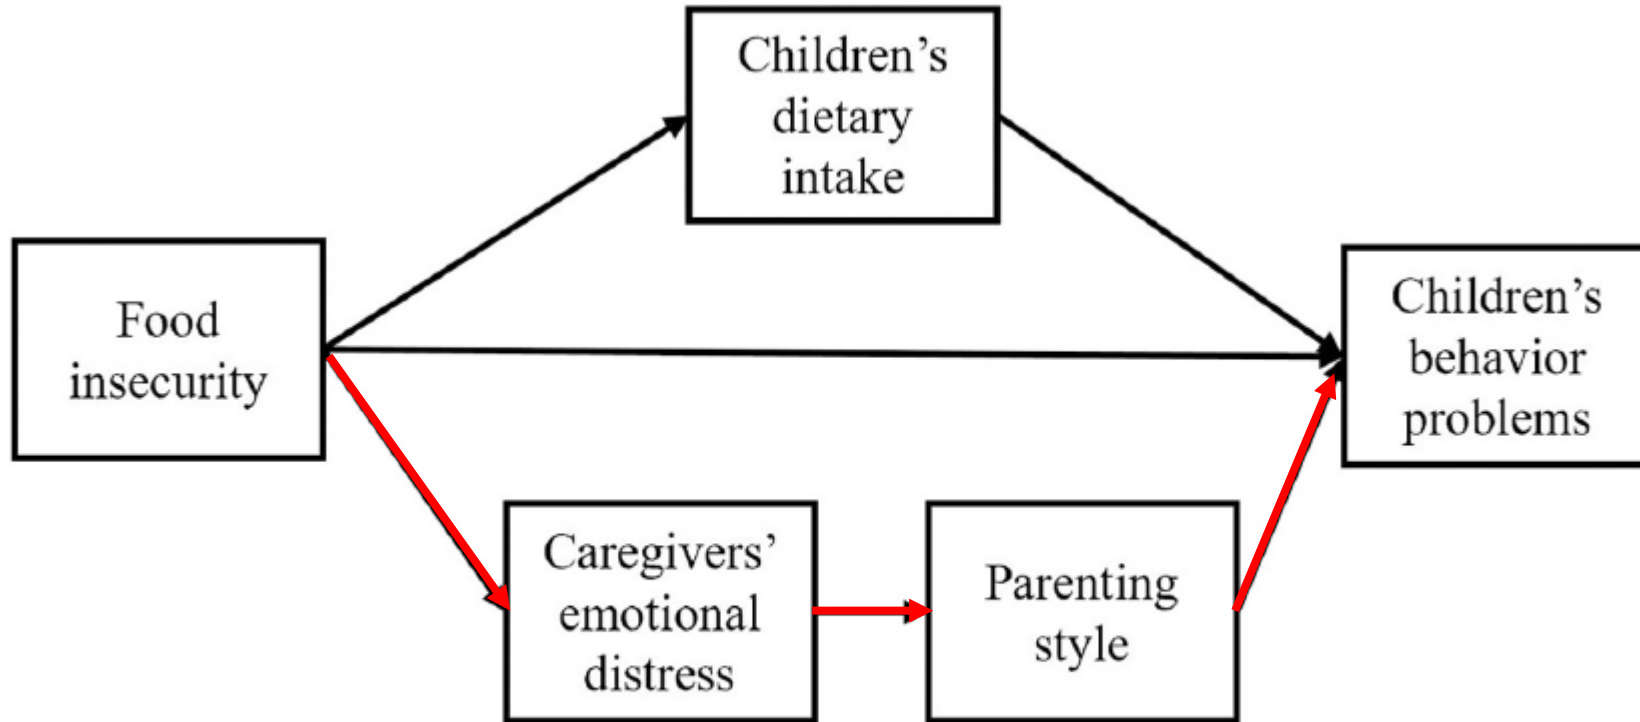 Children’s
dietary
intake
Food
insecurity
Children’s
behavior
problems
Caregivers’
emotional
distress
Parenting
style